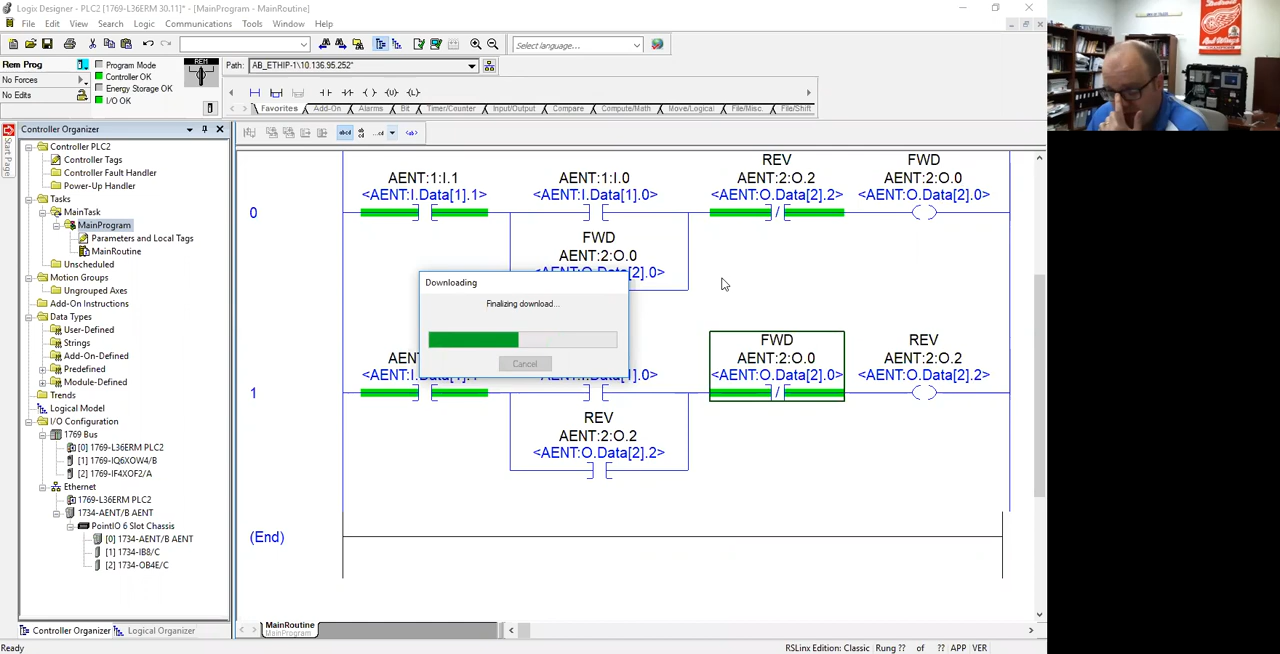 Logix Designer - PLC2 [1769-L36ERM 30.11]* - [MainProgram - MainRoutine]
File Edit View Search Logic Communications Tools Window Help
Select language...
Rem Prog
Program Mode
No Forces
Controller OK
Energy Storage OK
No Edits
I/O OK
REM
Path: AB_ETHIP-1\10.136.95.252*
Favorites Add-On Alarms Bit Timer/Counter Input/Output Compare Compute/Math Move/Logical File/Misc. File/Shift
Start Page
Controller Organizer
Controller PLC2
Controller Tags
Controller Fault Handler
Power-Up Handler
Tasks
MainTask
MainProgram
Parameters and Local Tags
MainRoutine
Unscheduled
Motion Groups
Ungrouped Axes
Add-On Instructions
Data Types
User-Defined
Strings
Add-On-Defined
Predefined
Module-Defined
Trends
Logical Model
I/O Configuration
1769 Bus
[0] 1769-L36ERM PLC2
[1] 1769-IQ6XOW4/B
[2] 1769-IF4XOF2/A
Ethernet
1769-L36ERM PLC2
1734-AENT/B AENT
PointIO 6 Slot Chassis
[0] 1734-AENT/B AENT
[1] 1734-IB8/C
[2] 1734-OB4E/C
Controller Organizer Logical Organizer
REV FWD
AENT:1:I.1 AENT:1:I.0 AENT:2:O.2 AENT:2:O.0
<AENT:I.Data[1].1> <AENT:I.Data[1].0> <AENT:O.Data[2].2> <AENT:O.Data[2].0>
0
FWD
AENT:2:O.0
<AENT:O.Data[2].0>
Downloading
Finalizing download...
Cancel
FWD REV
AENT:2:O.0 AENT:2:O.2
<AENT:O.Data[2].0> <AENT:O.Data[2].2>
1
REV
AENT:2:O.2
<AENT:O.Data[2].2>
(End)
MainRoutine
MainProgram
Ready
RSLinx Edition: Classic Rung ?? of ?? APP VER